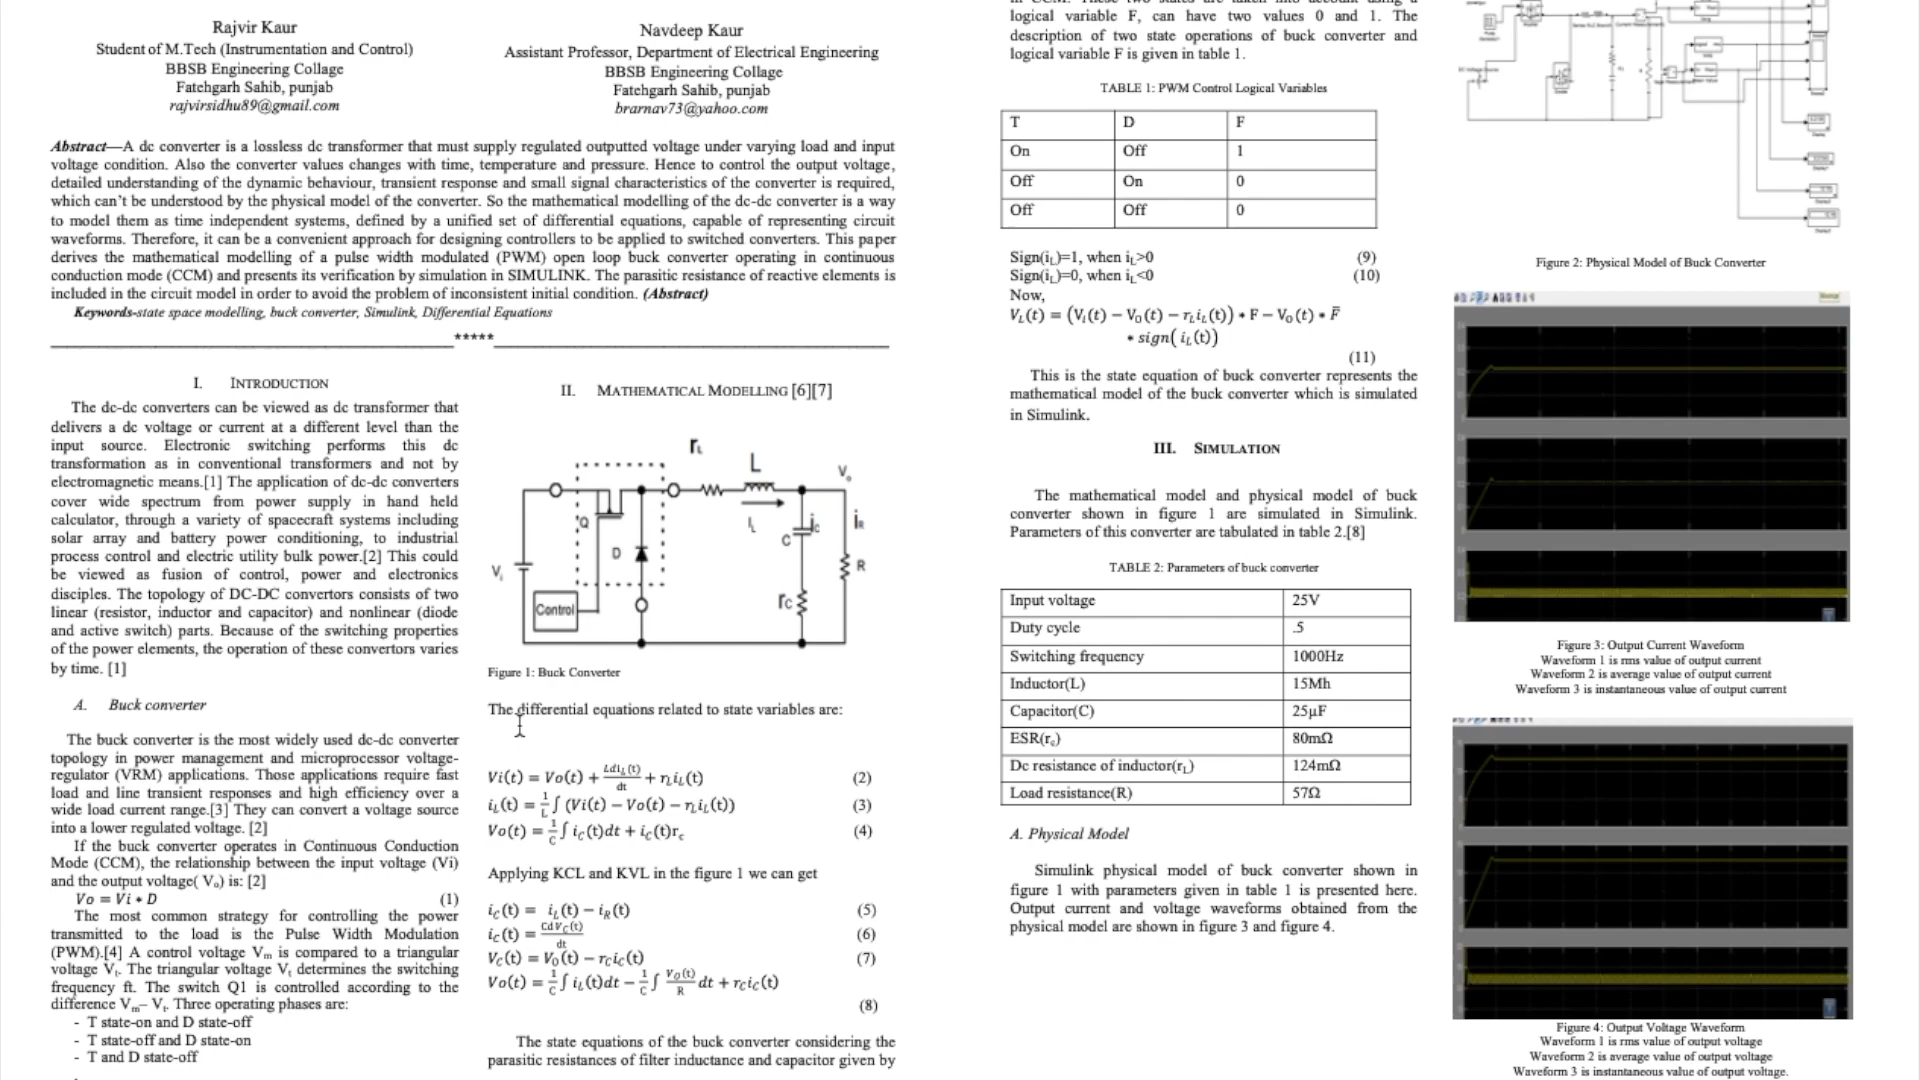 Rajvir Kaur
Student of M.Tech (Instrumentation and Control)
BBSB Engineering Collage
Fatehgarh Sahib, punjab
rajvirsidhu89@gmail.com
Navdeep Kaur
Assistant Professor, Department of Electrical Engineering
BBSB Engineering Collage
Fatehgarh Sahib, punjab
brarnav73@yahoo.com
Abstract—A dc converter is a lossless dc transformer that must supply regulated outputted voltage under varying load and input
voltage condition. Also the converter values changes with time, temperature and pressure. Hence to control the output voltage,
detailed understanding of the dynamic behaviour, transient response and small signal characteristics of the converter is required,
which can't be understood by the physical model of the converter. So the mathematical modelling of the dc-dc converter is a way
to model them as time independent systems, defined by a unified set of differential equations, capable of representing circuit
waveforms. Therefore, it can be a convenient approach for designing controllers to be applied to switched converters. This paper
derives the mathematical modelling of a pulse width modulated (PWM) open loop buck converter operating in continuous
conduction mode (CCM) and presents its verification by simulation in SIMULINK. The parasitic resistance of reactive elements is
included in the circuit model in order to avoid the problem of inconsistent initial condition. (Abstract)
Keywords-state space modelling, buck converter, Simulink, Differential Equations
*****
I. INTRODUCTION
The dc-dc converters can be viewed as dc transformer that
delivers a dc voltage or current at a different level than the
input source. Electronic switching performs this dc
transformation as in conventional transformers and not by
electromagnetic means.[1] The application of dc-dc converters
cover wide spectrum from power supply in hand held
calculator, through a variety of spacecraft systems including
solar array and battery power conditioning, to industrial
process control and electric utility bulk power.[2] This could
be viewed as fusion of control, power and electronics
disciples. The topology of DC-DC convertors consists of two
linear (resistor, inductor and capacitor) and nonlinear (diode
and active switch) parts. Because of the switching properties
of the power elements, the operation of these convertors varies
by time. [1]
A. Buck converter
The buck converter is the most widely used dc-dc converter
topology in power management and microprocessor voltage-
regulator (VRM) applications. Those applications require fast
load and line transient responses and high efficiency over a
wide load current range.[3] They can convert a voltage source
into a lower regulated voltage. [2]
If the buck converter operates in Continuous Conduction
Mode (CCM), the relationship between the input voltage (Vi)
and the output voltage( Vₒ) is: [2]
Vo = Vi * D (1)
The most common strategy for controlling the power
transmitted to the load is the Pulse Width Modulation
(PWM).[4] A control voltage Vm is compared to a triangular
voltage Vt. The triangular voltage Vt determines the switching
frequency ft. The switch Q1 is controlled according to the
difference Vm– Vt. Three operating phases are:
- T state-on and D state-off
- T state-off and D state-on
- T and D state-off
II. MATHEMATICAL MODELLING [6][7]
rL
L
Vo
Q
IL
ic
iR
C
D
Vi
R
Control
rc
Figure 1: Buck Converter
The differential equations related to state variables are:
Vi(t) = Vo(t) + LdiL(t)/dt + rLiL(t) (2)
iL(t) = 1/L ∫ (Vi(t) − Vo(t) − rLiL(t)) (3)
Vo(t) = 1/C ∫ iC(t)dt + iC(t)rc (4)
Applying KCL and KVL in the figure 1 we can get
iC(t) = iL(t) − iR(t) (5)
iC(t) = CdVC(t)/dt (6)
VC(t) = VO(t) − rCiC(t) (7)
Vo(t) = 1/C ∫ iL(t)dt − 1/C ∫ VO(t)/R dt + rCiC(t)
(8)
The state equations of the buck converter considering the
parasitic resistances of filter inductance and capacitor given by
logical variable F, can have two values 0 and 1. The
description of two state operations of buck converter and
logical variable F is given in table 1.
TABLE 1: PWM Control Logical Variables
T D F
On Off 1
Off On 0
Off Off 0
Sign(iL)=1, when iL>0 (9)
Sign(iL)=0, when iL<0 (10)
Now,
VL(t) = (Vi(t) − VO(t) − rLiL(t)) * F − VO(t) * F̄
* sign( iL(t))
(11)
This is the state equation of buck converter represents the
mathematical model of the buck converter which is simulated
in Simulink.
III. SIMULATION
The mathematical model and physical model of buck
converter shown in figure 1 are simulated in Simulink.
Parameters of this converter are tabulated in table 2.[8]
TABLE 2: Parameters of buck converter
Input voltage 25V
Duty cycle .5
Switching frequency 1000Hz
Inductor(L) 15Mh
Capacitor(C) 25μF
ESR(rc) 80mΩ
Dc resistance of inductor(rL) 124mΩ
Load resistance(R) 57Ω
A. Physical Model
Simulink physical model of buck converter shown in
figure 1 with parameters given in table 1 is presented here.
Output current and voltage waveforms obtained from the
physical model are shown in figure 3 and figure 4.
Figure 2: Physical Model of Buck Converter
Figure 3: Output Current Waveform
Waveform 1 is rms value of output current
Waveform 2 is average value of output current
Waveform 3 is instantaneous value of output current
Figure 4: Output Voltage Waveform
Waveform 1 is rms value of output voltage
Waveform 2 is average value of output voltage
Waveform 3 is instantaneous value of output voltage.